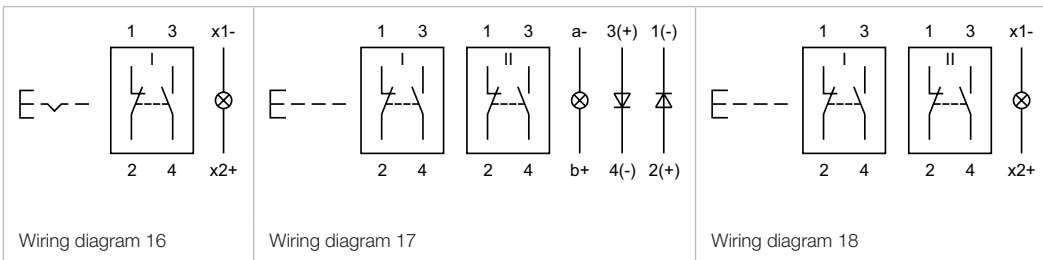 1 3 x1-
I
2 4 x2+
Wiring diagram 16
1 3 1 3 a- 3(+) 1(-)
I II
2 4 2 4 b+ 4(-) 2(+)
Wiring diagram 17
1 3 1 3 x1-
I II
2 4 2 4 x2+
Wiring diagram 18